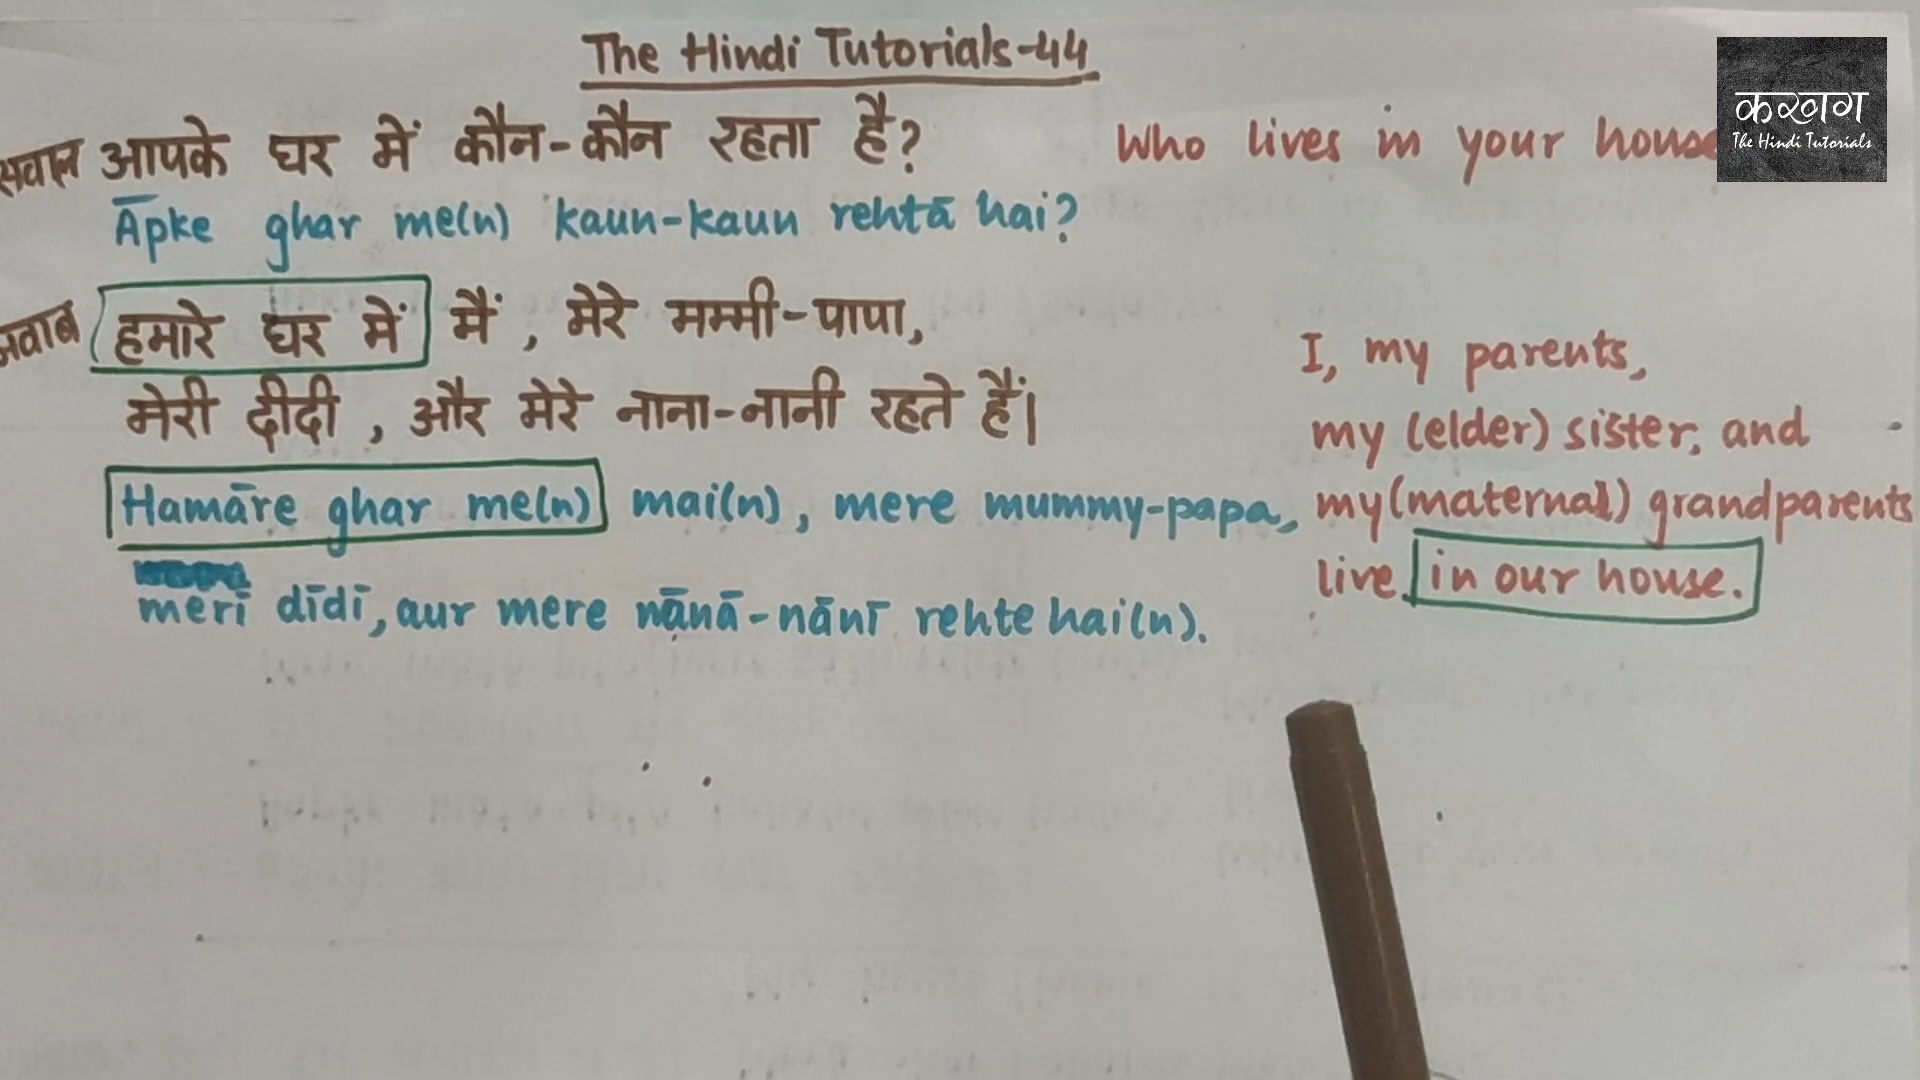 The Hindi Tutorials-44
सवाल आपके घर में कौन-कौन रहता है? Who lives in your house
Āpke ghar me(n) kaun-kaun rehtā hai?
जवाब हमारे घर में मैं, मेरे मम्मी-पापा,
मेरी दीदी, और मेरे नाना-नानी रहते हैं।
Hamāre ghar me(n) mai(n), mere mummy-papa,
merī dīdī, aur mere nānā-nānī rehte hai(n).
I, my parents,
my (elder) sister, and
my (maternal) grandparents
live in our house.
कखग
The Hindi Tutorials